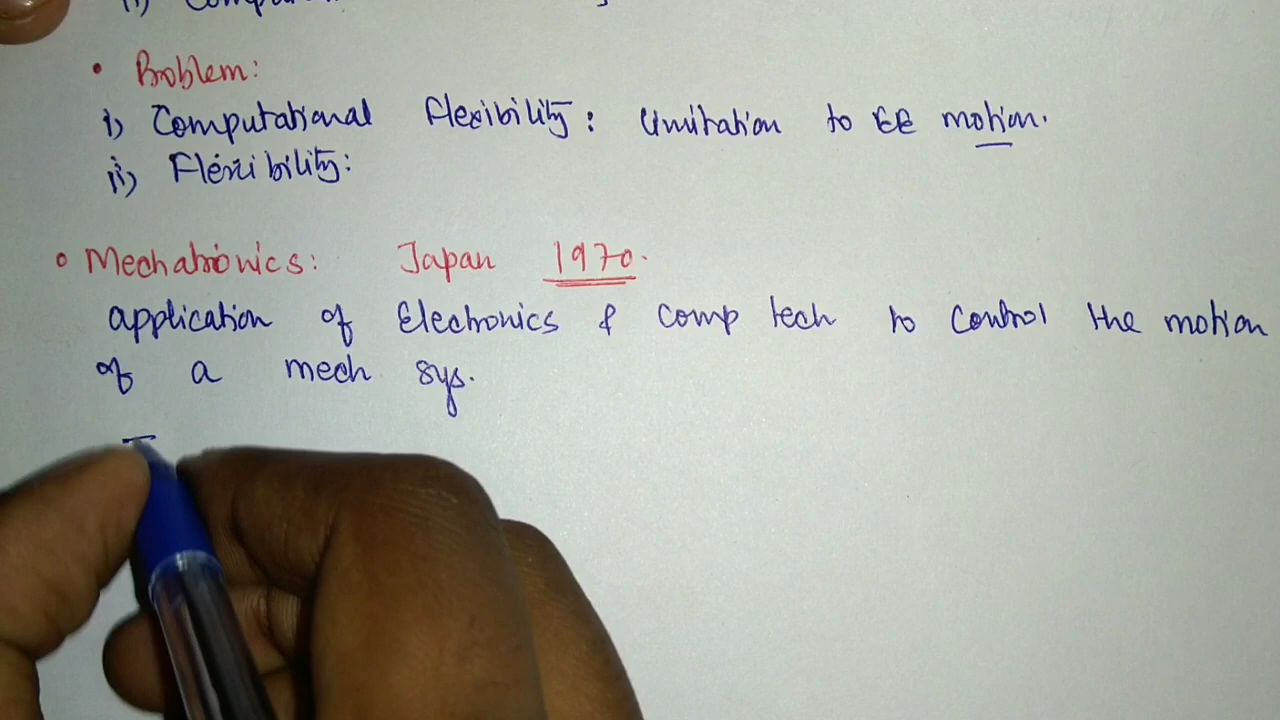 • Problem:
i) Computational Flexibility: limitation to EE motion.
ii) Flexibility:
• Mechatronics: Japan 1970.
application of Electronics & comp tech to control the motion
of a mech sys.